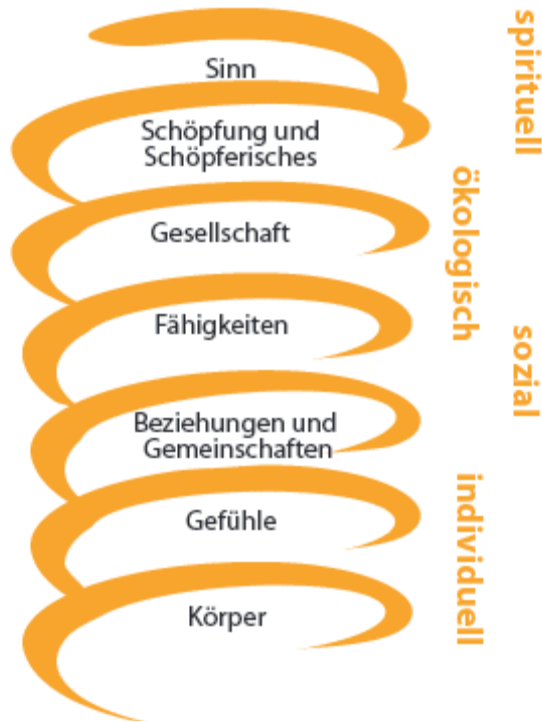 Sinn
Schöpfung und
Schöpferisches
Gesellschaft
Fähigkeiten
Beziehungen und
Gemeinschaften
Gefühle
Körper
spirituell
ökologisch
sozial
individuell